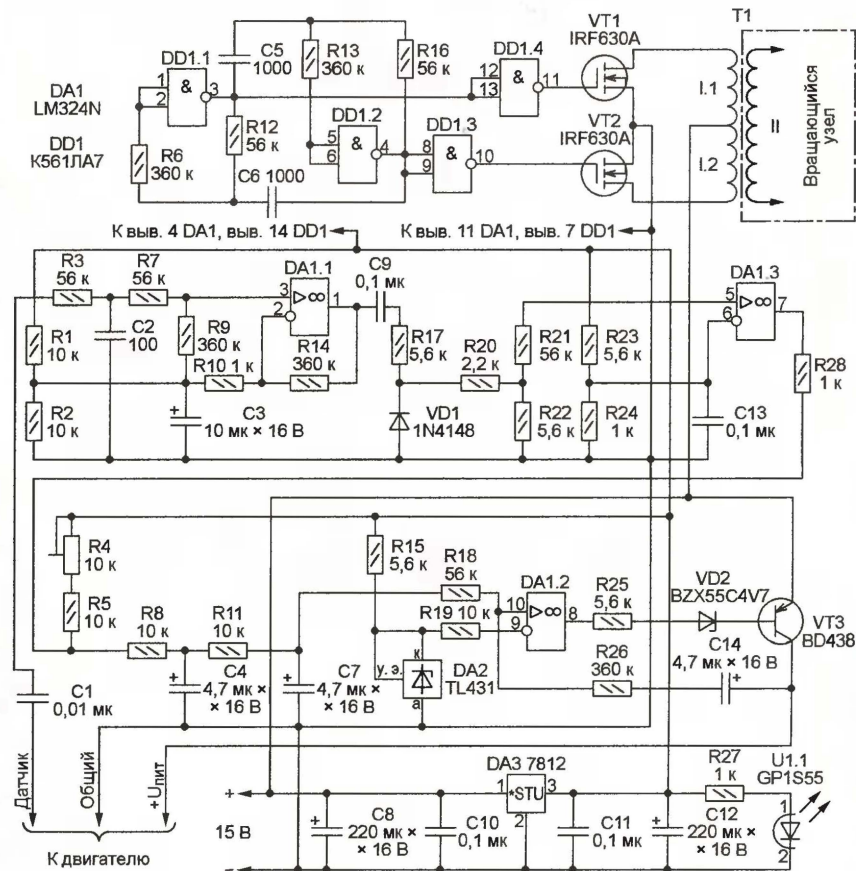 DA1
LM324N
DD1
К561ЛА7
DD1.1
&
1
2
3
R6
360 к
C5
1000
R12
56 к
C6 1000
R13
360 к
DD1.2
&
5
6
4
R16
56 к
DD1.3
&
8
9
10
DD1.4
&
12
13
11
VT1
IRF630A
VT2
IRF630A
T1
I.1
I.2
II
Вращающийся
узел
К выв. 4 DA1, выв. 14 DD1
К выв. 11 DA1, выв. 7 DD1
R3
56 к
R7
56 к
R1
10 к
C2
100
R9
360 к
R10 1 к
R2
10 к
+
C3
10 мк × 16 В
DA1.1
▷∞
3
2
1
R14
360 к
C9
0,1 мк
R17
5,6 к
VD1
1N4148
R20
2,2 к
R21
56 к
R22
5,6 к
R23
5,6 к
R24
1 к
DA1.3
▷∞
5
6
7
C13
0,1 мк
R28
1 к
R4
10 к
R5
10 к
R8
10 к
R11
10 к
+
C4
4,7 мк ×
× 16 В
+
C7
4,7 мк ×
× 16 В
R15
5,6 к
R18
56 к
R19 10 к
к
у. э.
а
DA2
TL431
DA1.2
▷∞
10
9
8
R25
5,6 к
VD2
BZX55C4V7
VT3
BD438
R26
360 к
C14
4,7 мк × 16 В
+
C1
0,01 мк
Датчик
Общий
+ Uпит
К двигателю
+
15 В
-
+
C8
220 мк ×
× 16 В
C10
0,1 мк
DA3 7812
*STU
1
3
2
C11
0,1 мк
+
C12
220 мк ×
× 16 В
R27
1 к
U1.1
GP1S55
1
2